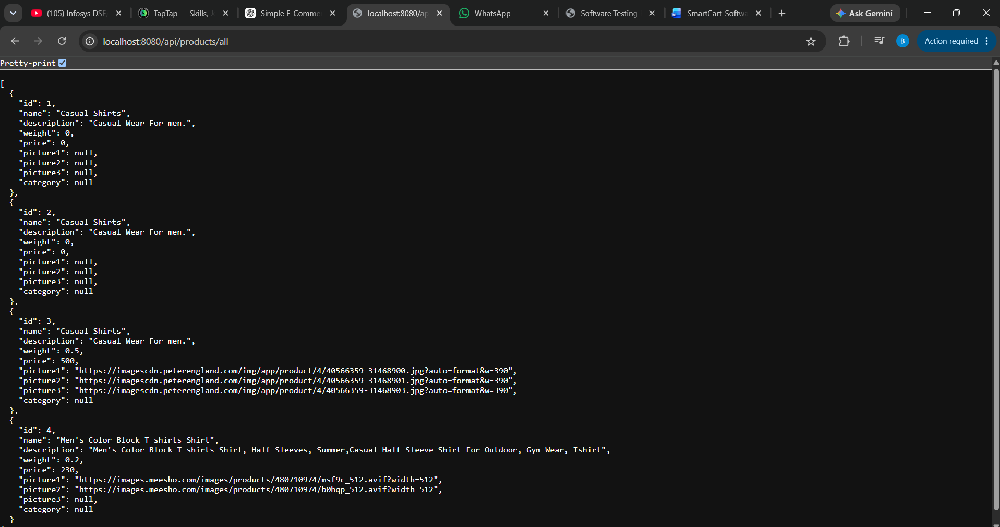 (105) Infosys DSE
TapTap — Skills, J
Simple E-Comme
localhost:8080/ap
WhatsApp
Software Testing
SmartCart_Softwa
Ask Gemini
localhost:8080/api/products/all
B
Action required
Pretty-print
[
  {
    "id": 1,
    "name": "Casual Shirts",
    "description": "Casual Wear For men.",
    "weight": 0,
    "price": 0,
    "picture1": null,
    "picture2": null,
    "picture3": null,
    "category": null
  },
  {
    "id": 2,
    "name": "Casual Shirts",
    "description": "Casual Wear For men.",
    "weight": 0,
    "price": 0,
    "picture1": null,
    "picture2": null,
    "picture3": null,
    "category": null
  },
  {
    "id": 3,
    "name": "Casual Shirts",
    "description": "Casual Wear For men.",
    "weight": 0.5,
    "price": 500,
    "picture1": "https://imagescdn.peterengland.com/img/app/product/4/40566359-31468900.jpg?auto=format&w=390",
    "picture2": "https://imagescdn.peterengland.com/img/app/product/4/40566359-31468901.jpg?auto=format&w=390",
    "picture3": "https://imagescdn.peterengland.com/img/app/product/4/40566359-31468903.jpg?auto=format&w=390",
    "category": null
  },
  {
    "id": 4,
    "name": "Men's Color Block T-shirts Shirt",
    "description": "Men's Color Block T-shirts Shirt, Half Sleeves, Summer,Casual Half Sleeve Shirt For Outdoor, Gym Wear, Tshirt",
    "weight": 0.2,
    "price": 230,
    "picture1": "https://images.meesho.com/images/products/480710974/msf9c_512.avif?width=512",
    "picture2": "https://images.meesho.com/images/products/480710974/b0hqp_512.avif?width=512",
    "picture3": null,
    "category": null
  }